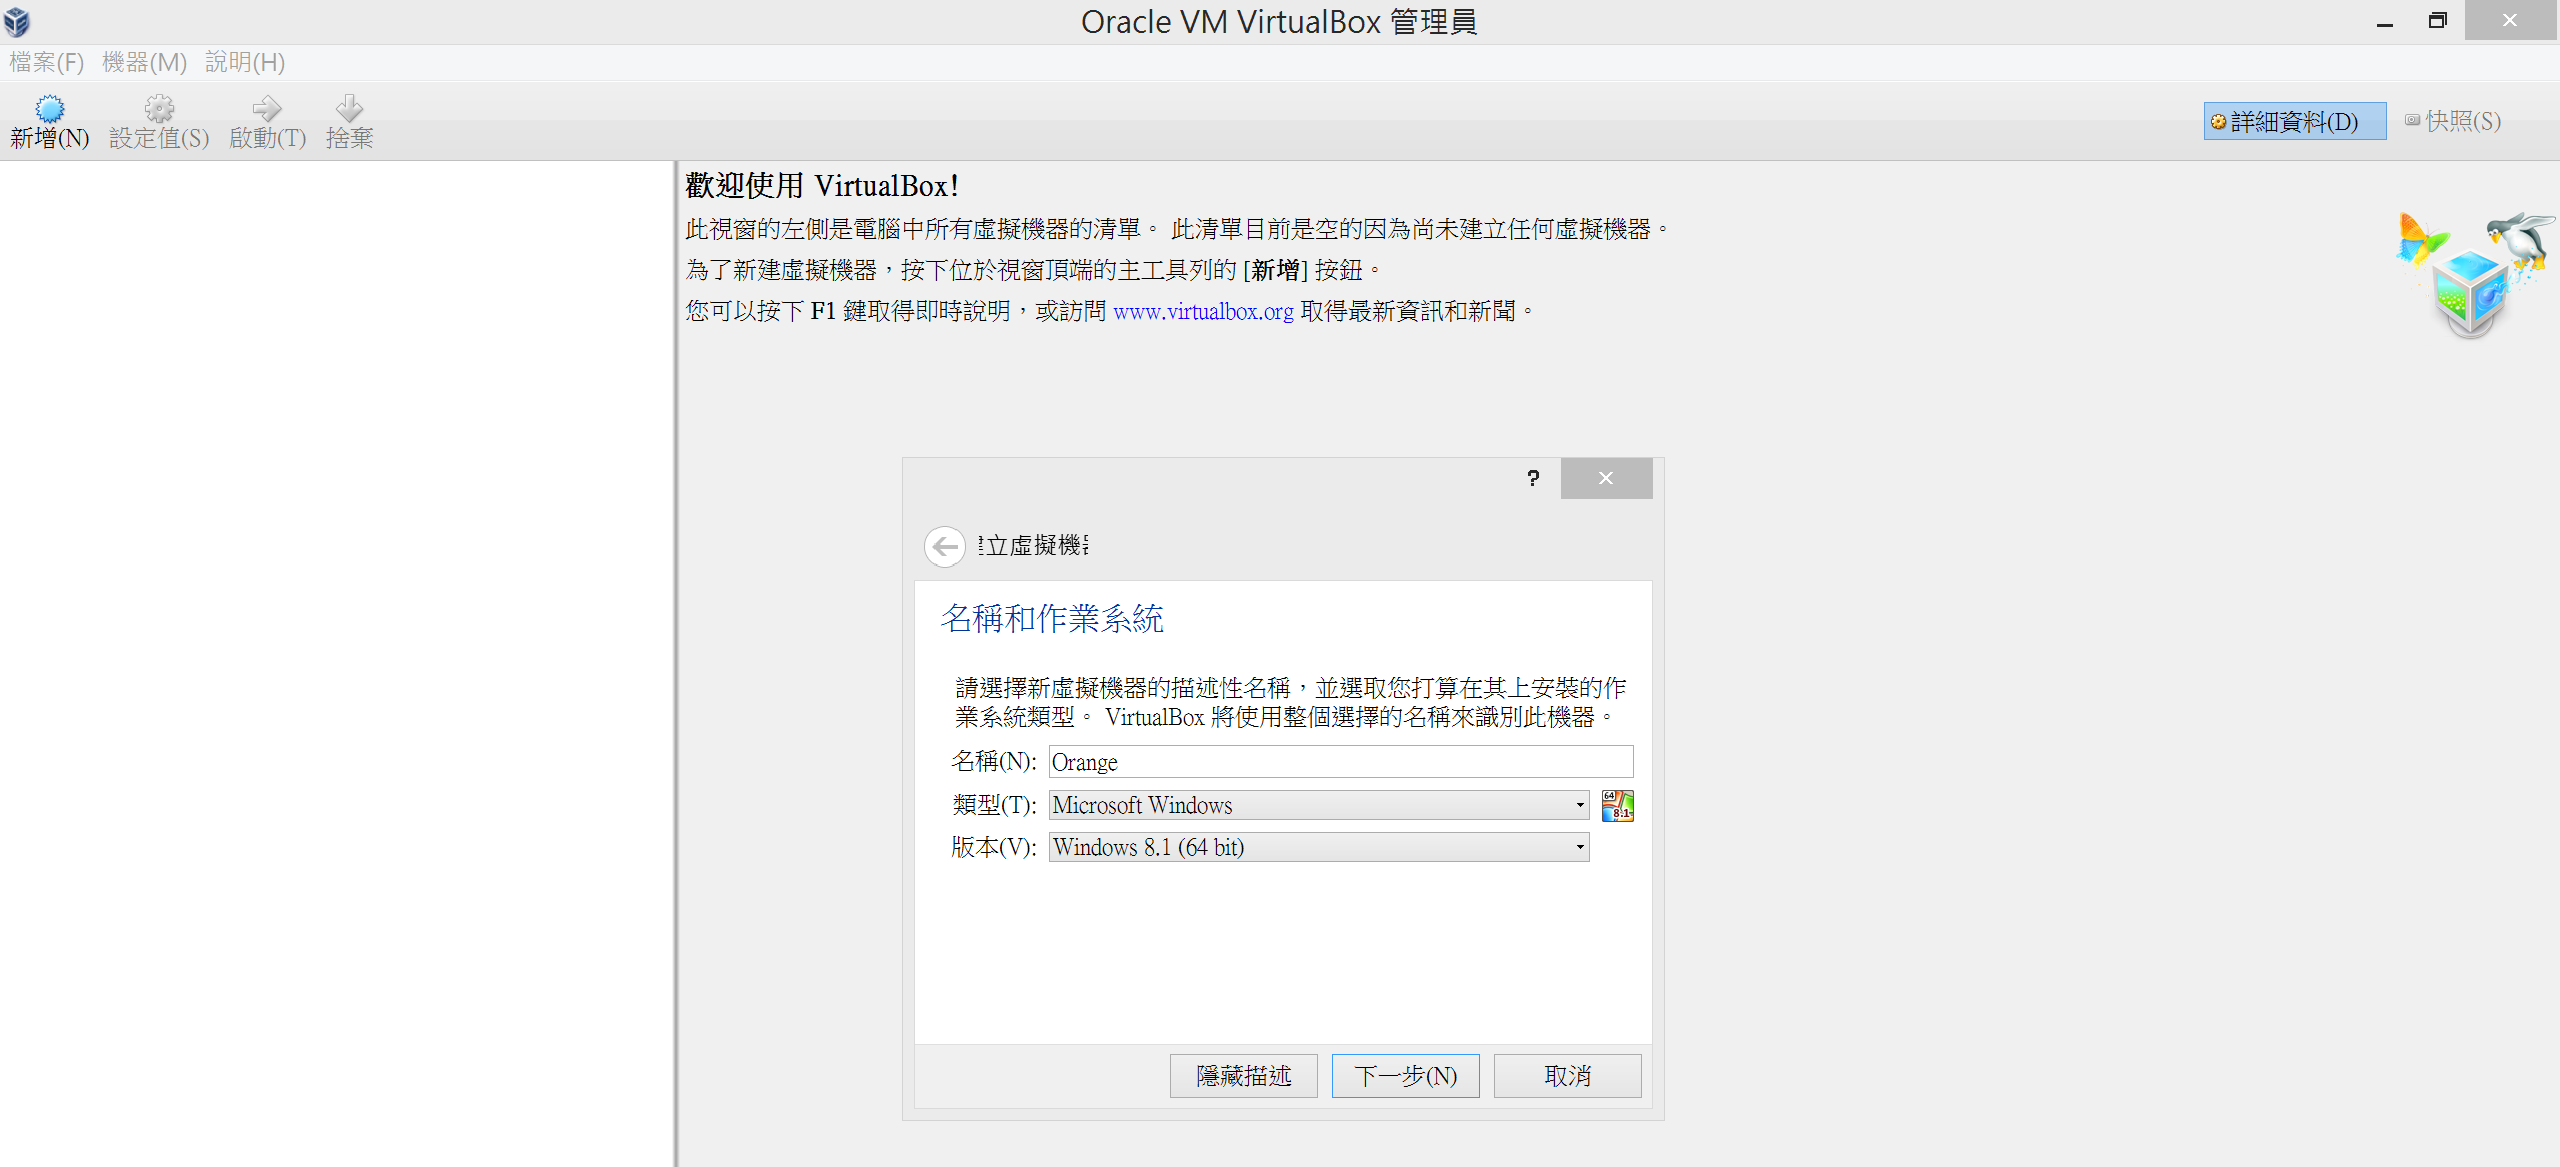 Oracle VM VirtualBox 管理員
檔案(F) 機器(M) 說明(H)
新增(N) 設定值(S) 啟動(T) 捨棄
詳細資料(D) 快照(S)
歡迎使用 VirtualBox!
此視窗的左側是電腦中所有虛擬機器的清單。 此清單目前是空的因為尚未建立任何虛擬機器。
為了新建虛擬機器，按下位於視窗頂端的主工具列的 [新增] 按鈕。
您可以按下 F1 鍵取得即時說明，或訪問 www.virtualbox.org 取得最新資訊和新聞。
建立虛擬機器
名稱和作業系統
請選擇新虛擬機器的描述性名稱，並選取您打算在其上安裝的作
業系統類型。 VirtualBox 將使用整個選擇的名稱來識別此機器。
名稱(N): Orange
類型(T): Microsoft Windows
64
8.1
版本(V): Windows 8.1 (64 bit)
隱藏描述 下一步(N) 取消